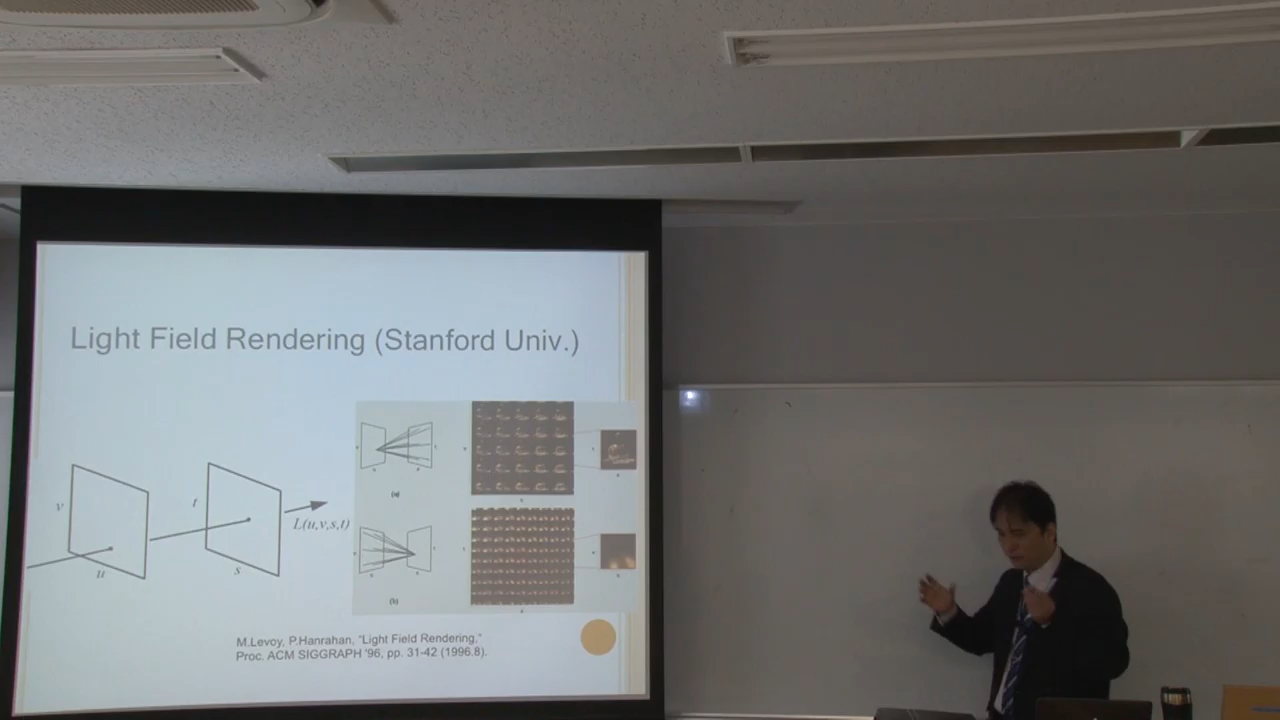 Light Field Rendering (Stanford Univ.)
v
u
t
s
L(u,v,s,t)
(a)
(b)
M.Levoy, P.Hanrahan, "Light Field Rendering,"
Proc. ACM SIGGRAPH '96, pp. 31-42 (1996.8).